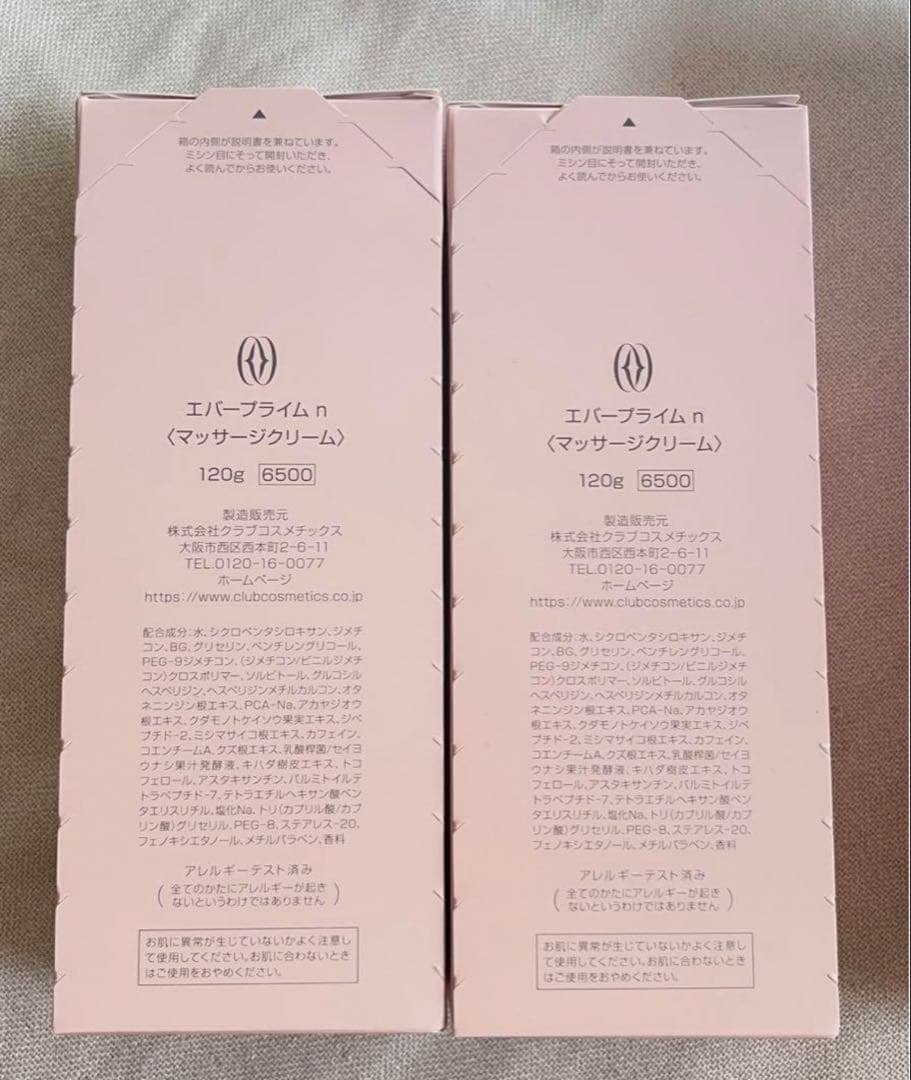 箱の内側が説明書を兼ねています。
ミシン目にそって開封いただき、
よく読んでからお使いください。
エバープライム n
〈マッサージクリーム〉
120g 6500
製造販売元
株式会社クラブコスメチックス
大阪市西区西本町2-6-11
TEL.0120-16-0077
ホームページ
https://www.clubcosmetics.co.jp
配合成分:水、シクロペンタシロキサン、ジメチ
コン、BG、グリセリン、ペンチレングリコール、
PEG-9ジメチコン、(ジメチコン/ビニルジメチ
コン)クロスポリマー、ソルビトール、グルコシル
ヘスペリジン、ヘスペリジンメチルカルコン、オタ
ネニンジン根エキス、PCA-Na、アカヤジオウ
根エキス、クダモノトケイソウ果実エキス、ジペ
プチド-2、ミシマサイコ根エキス、カフェイン、
コエンチームA、クズ根エキス、乳酸桿菌/セイヨ
ウナシ果汁発酵液、キハダ樹皮エキス、トコ
フェロール、アスタキサンチン、パルミトイルテ
トラペプチド-7、テトラエチルヘキサン酸ペン
タエリスリチル、塩化Na、トリ(カプリル酸/カプ
リン酸)グリセリル、PEG-8、ステアレス-20、
フェノキシエタノール、メチルパラベン、香料
アレルギーテスト済み
(全てのかたにアレルギーが起き
ないというわけではありません)
お肌に異常が生じていないかよく注意し
て使用してください。お肌に合わないとき
はご使用をおやめください。
箱の内側が説明書を兼ねています。
ミシン目にそって開封いただき、
よく読んでからお使いください。
エバープライム n
〈マッサージクリーム〉
120g 6500
製造販売元
株式会社クラブコスメチックス
大阪市西区西本町2-6-11
TEL.0120-16-0077
ホームページ
https://www.clubcosmetics.co.jp
配合成分:水、シクロペンタシロキサン、ジメチ
コン、BG、グリセリン、ペンチレングリコール、
PEG-9ジメチコン、(ジメチコン/ビニルジメチ
コン)クロスポリマー、ソルビトール、グルコシル
ヘスペリジン、ヘスペリジンメチルカルコン、オタ
ネニンジン根エキス、PCA-Na、アカヤジオウ
根エキス、クダモノトケイソウ果実エキス、ジペ
プチド-2、ミシマサイコ根エキス、カフェイン、
コエンチームA、クズ根エキス、乳酸桿菌/セイヨ
ウナシ果汁発酵液、キハダ樹皮エキス、トコ
フェロール、アスタキサンチン、パルミトイルテ
トラペプチド-7、テトラエチルヘキサン酸ペン
タエリスリチル、塩化Na、トリ(カプリル酸/カプ
リン酸)グリセリル、PEG-8、ステアレス-20、
フェノキシエタノール、メチルパラベン、香料
アレルギーテスト済み
(全てのかたにアレルギーが起き
ないというわけではありません)
お肌に異常が生じていないかよく注意し
て使用してください。お肌に合わないとき
はご使用をおやめください。